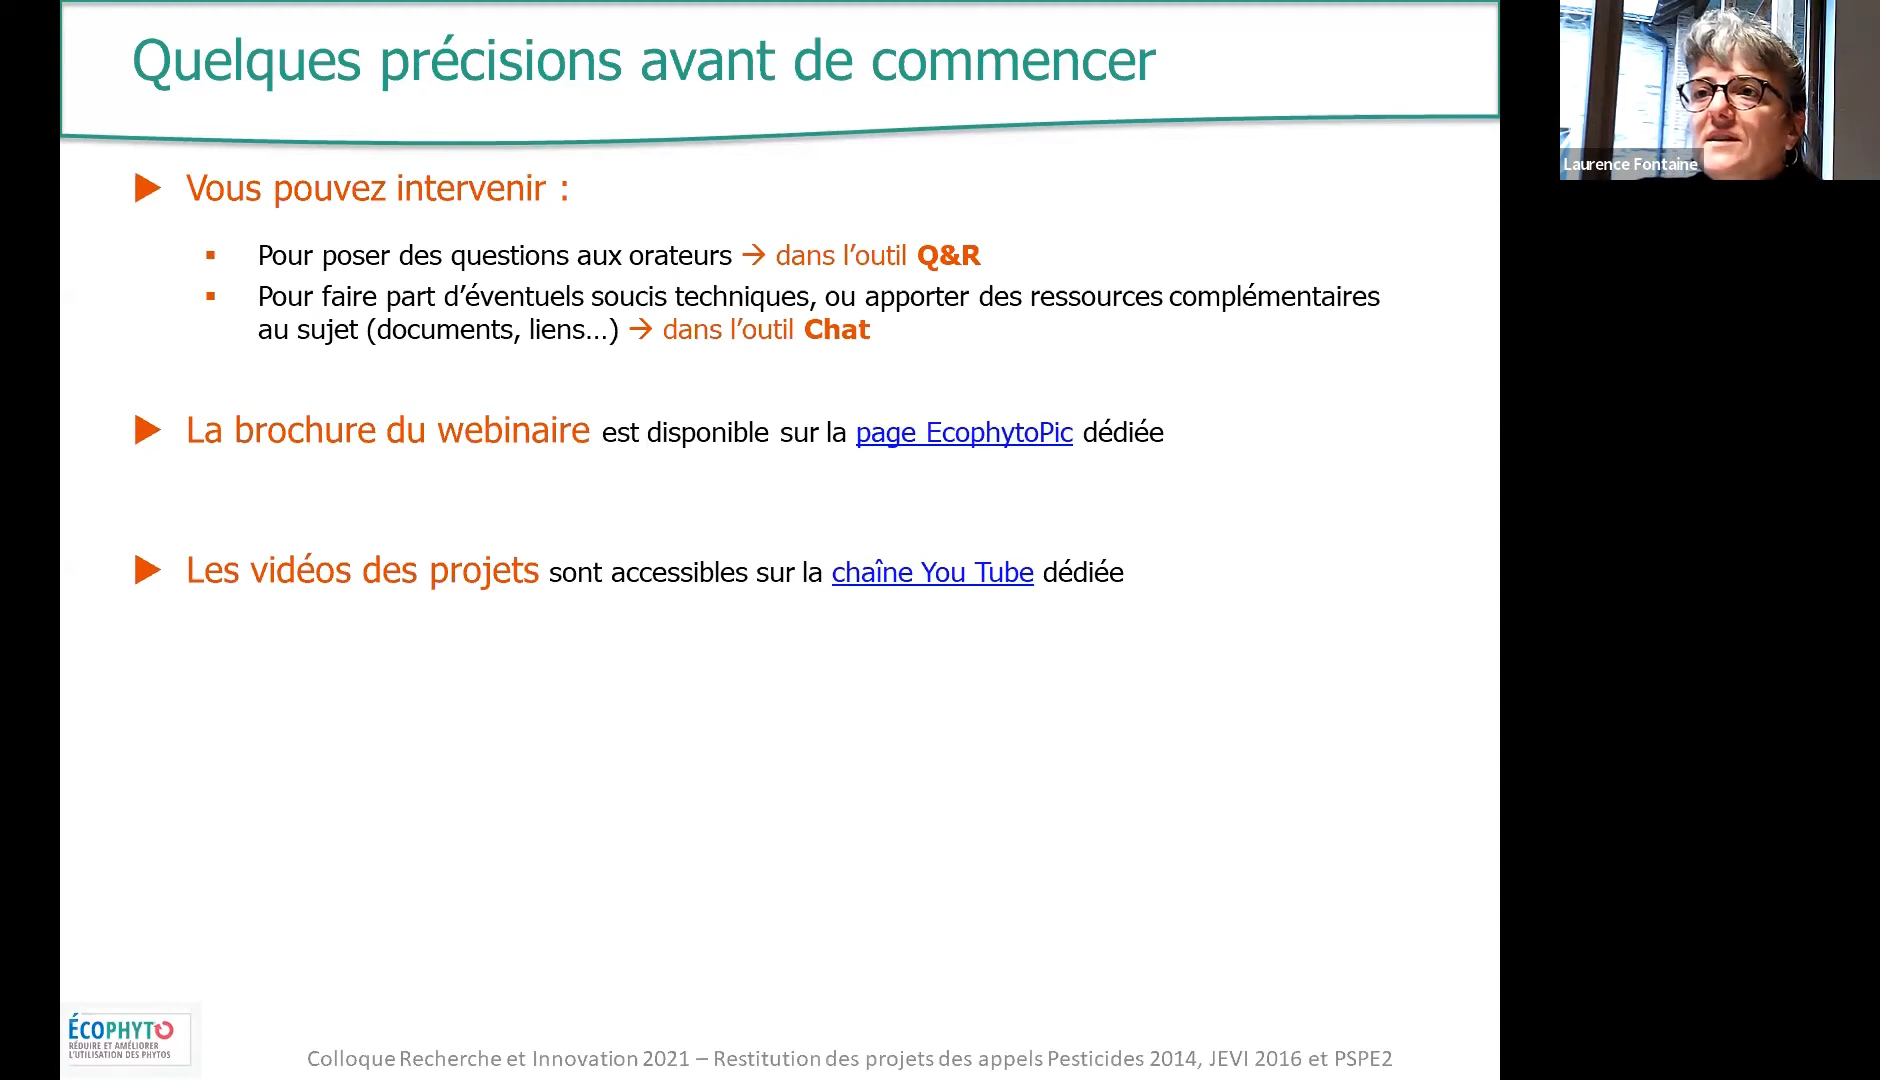 Quelques précisions avant de commencer
Laurence Fontaine
Vous pouvez intervenir :
Pour poser des questions aux orateurs → dans l’outil Q&R
Pour faire part d’éventuels soucis techniques, ou apporter des ressources complémentaires
au sujet (documents, liens…) → dans l’outil Chat
La brochure du webinaire est disponible sur la page EcophytoPic dédiée
Les vidéos des projets sont accessibles sur la chaîne You Tube dédiée
ÉCOPHYTO
RÉDUIRE ET AMÉLIORER
L’UTILISATION DES PHYTOS
Colloque Recherche et Innovation 2021 – Restitution des projets des appels Pesticides 2014, JEVI 2016 et PSPE2